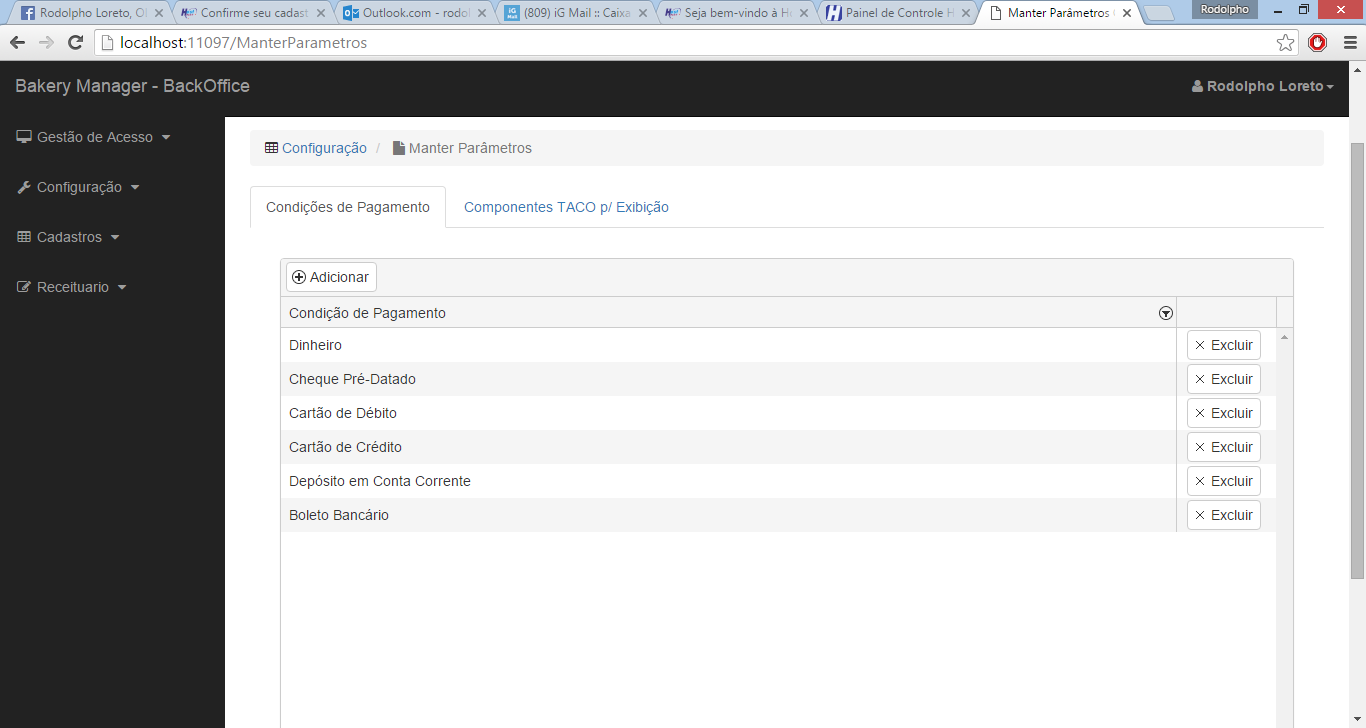 Rodolpho Loreto, Ol
Confirme seu cadast
Outlook.com - rodol
(809) iG Mail :: Caixa
Seja bem-vindo à Ho
Painel de Controle H
Manter Parâmetros
Rodolpho
localhost:11097/ManterParametros
Bakery Manager - BackOffice
Rodolpho Loreto
Gestão de Acesso
Configuração
Cadastros
Receituario
Configuração / Manter Parâmetros
Condições de Pagamento
Componentes TACO p/ Exibição
Adicionar
Condição de Pagamento
Dinheiro Excluir
Cheque Pré-Datado Excluir
Cartão de Débito Excluir
Cartão de Crédito Excluir
Depósito em Conta Corrente Excluir
Boleto Bancário Excluir